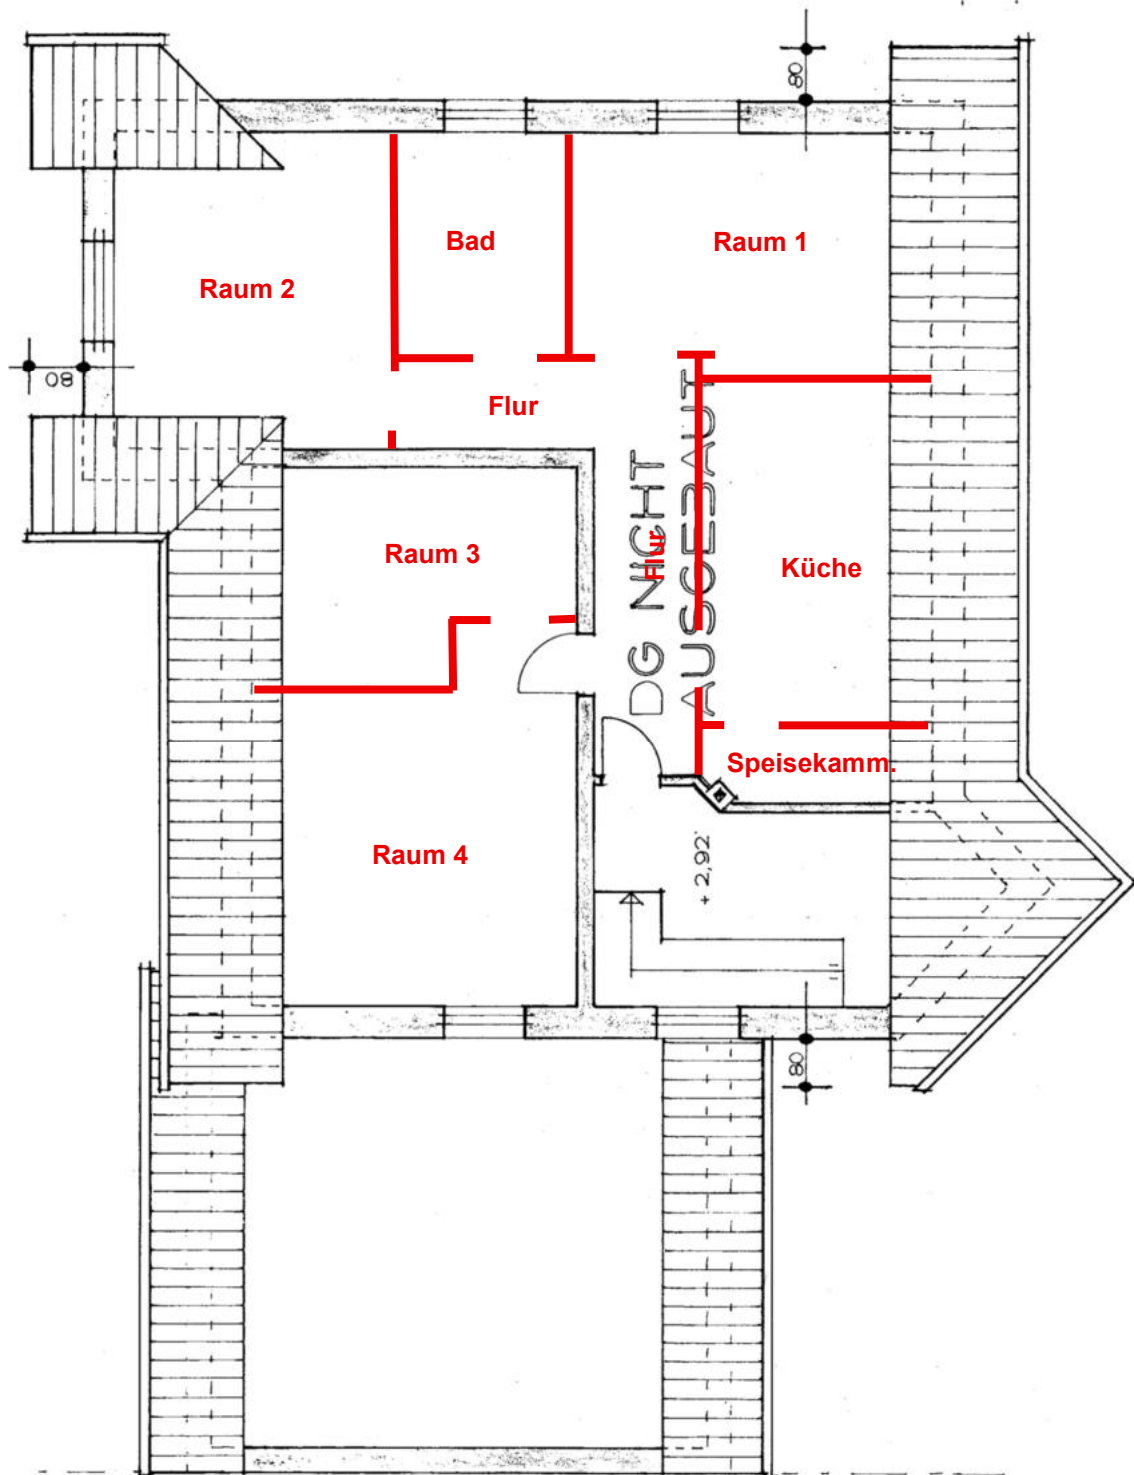 80
Bad
Raum 1
Raum 2
80
Flur
DG NICHT
AUSGEBAUT
Flur
Raum 3
Küche
Speisekamm.
Raum 4
+ 2,92
80